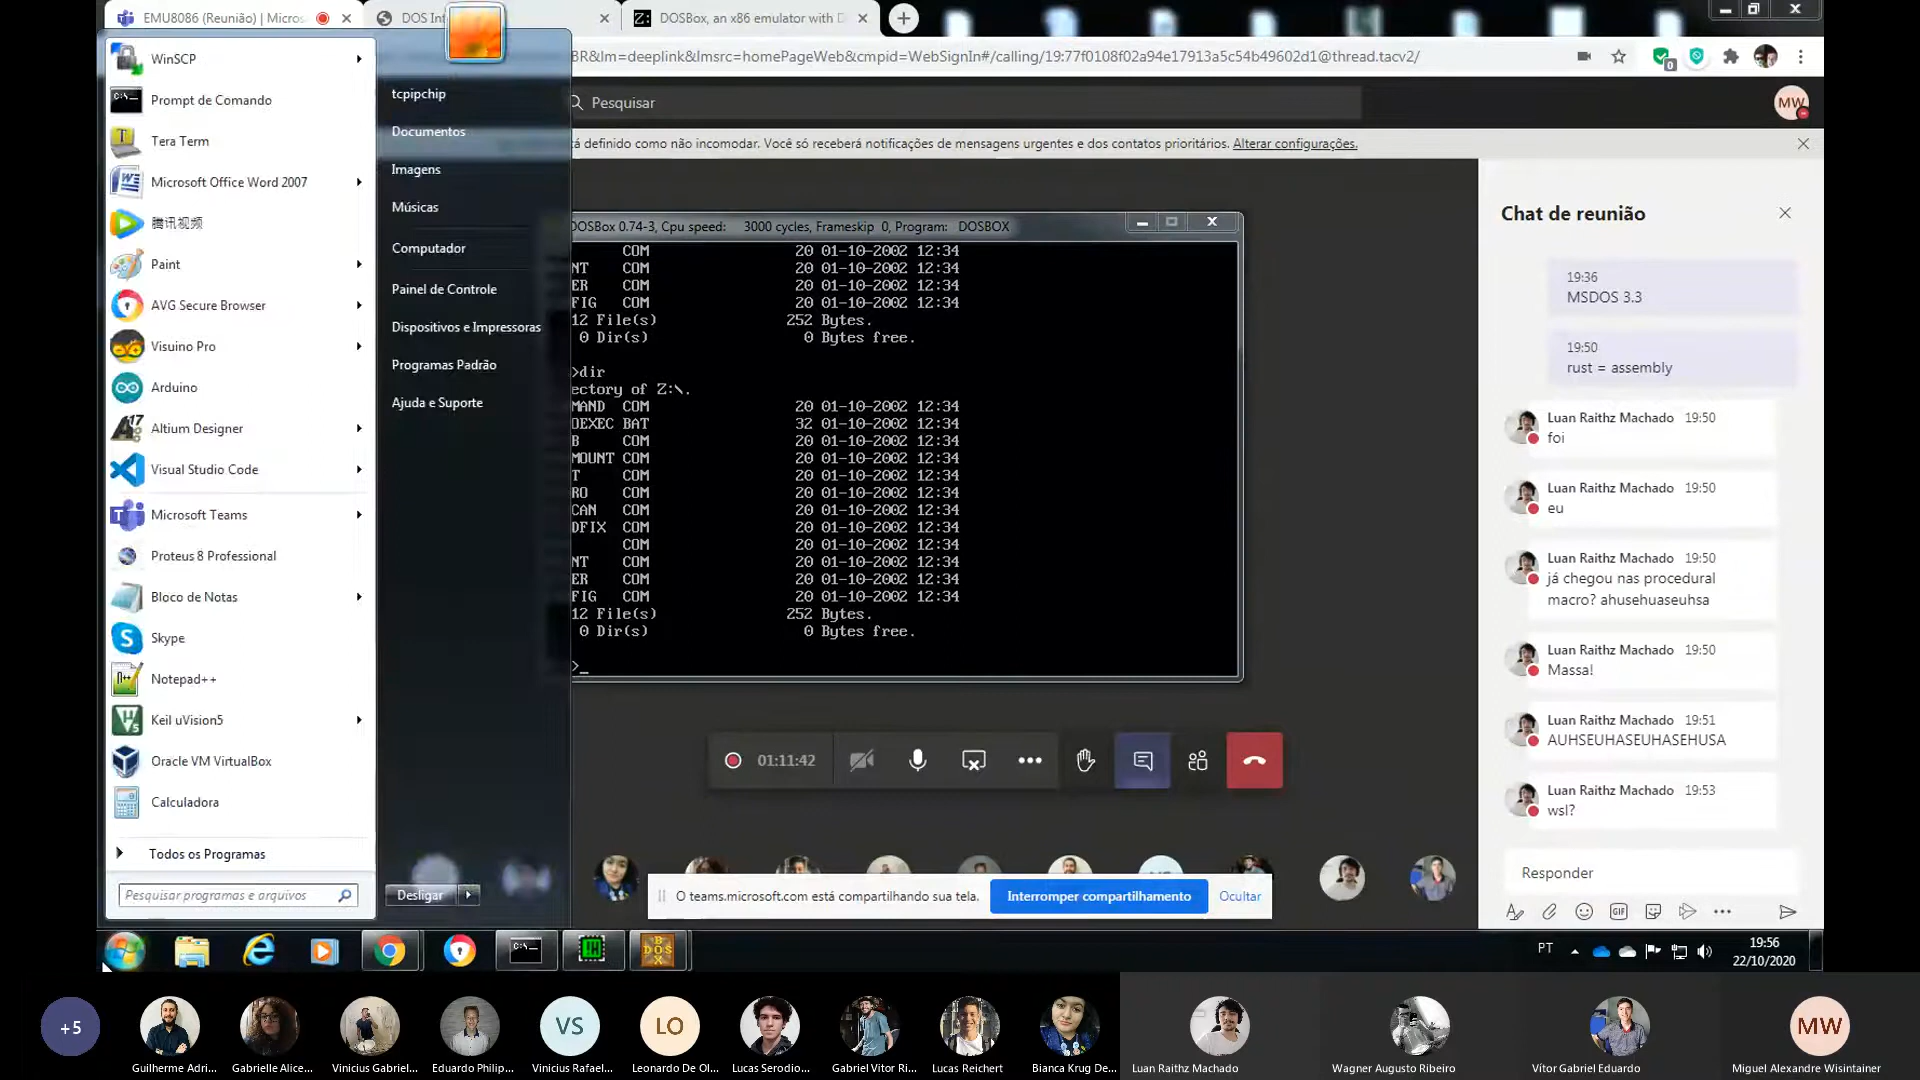 EMU8086 (Reunião) | Micros
DOS Int
DOSBox, an x86 emulator with D
BR&lm=deeplink&lmsrc=homePageWeb&cmpid=WebSignIn#/calling/19:77f0108f02a94e17913a5c54b49602d1@thread.tacv2/
0
Pesquisar
MW
á definido como não incomodar. Você só receberá notificações de mensagens urgentes e dos contatos prioritários. Alterar configurações.
WinSCP
Prompt de Comando
Tera Term
Microsoft Office Word 2007
腾讯视频
Paint
AVG Secure Browser
Visuino Pro
Arduino
Altium Designer
Visual Studio Code
Microsoft Teams
Proteus 8 Professional
Bloco de Notas
Skype
Notepad++
Keil uVision5
Oracle VM VirtualBox
Calculadora
Todos os Programas
Pesquisar programas e arquivos
tcpipchip
Documentos
Imagens
Músicas
Computador
Painel de Controle
Dispositivos e Impressoras
Programas Padrão
Ajuda e Suporte
Desligar
DOSBox 0.74-3, Cpu speed: 3000 cycles, Frameskip 0, Program: DOSBOX
COM 20 01-10-2002 12:34
NT COM 20 01-10-2002 12:34
ER COM 20 01-10-2002 12:34
FIG COM 20 01-10-2002 12:34
12 File(s) 252 Bytes.
0 Dir(s) 0 Bytes free.
>dir
ectory of Z:\.
MAND COM 20 01-10-2002 12:34
OEXEC BAT 32 01-10-2002 12:34
B COM 20 01-10-2002 12:34
MOUNT COM 20 01-10-2002 12:34
T COM 20 01-10-2002 12:34
RO COM 20 01-10-2002 12:34
CAN COM 20 01-10-2002 12:34
DFIX COM 20 01-10-2002 12:34
COM 20 01-10-2002 12:34
NT COM 20 01-10-2002 12:34
ER COM 20 01-10-2002 12:34
FIG COM 20 01-10-2002 12:34
12 File(s) 252 Bytes.
0 Dir(s) 0 Bytes free.
>_
01:11:42
O teams.microsoft.com está compartilhando sua tela.
Interromper compartilhamento
Ocultar
Chat de reunião
19:36
MSDOS 3.3
19:50
rust = assembly
Luan Raithz Machado 19:50
foi
Luan Raithz Machado 19:50
eu
Luan Raithz Machado 19:50
já chegou nas procedural
macro? ahusehuaseuhsa
Luan Raithz Machado 19:50
Massa!
Luan Raithz Machado 19:51
AUHSEUHASEUHASEHUSA
Luan Raithz Machado 19:53
wsl?
Responder
GIF
PT
19:56
22/10/2020
+5
VS
LO
MW
Guilherme Adri...
Gabrielle Alice...
Vinicius Gabriel...
Eduardo Philip...
Vinicius Rafael...
Leonardo De Ol...
Lucas Serodio...
Gabriel Vitor Ri...
Lucas Reichert
Bianca Krug De...
Luan Raithz Machado
Wagner Augusto Ribeiro
Vítor Gabriel Eduardo
Miguel Alexandre Wisintainer